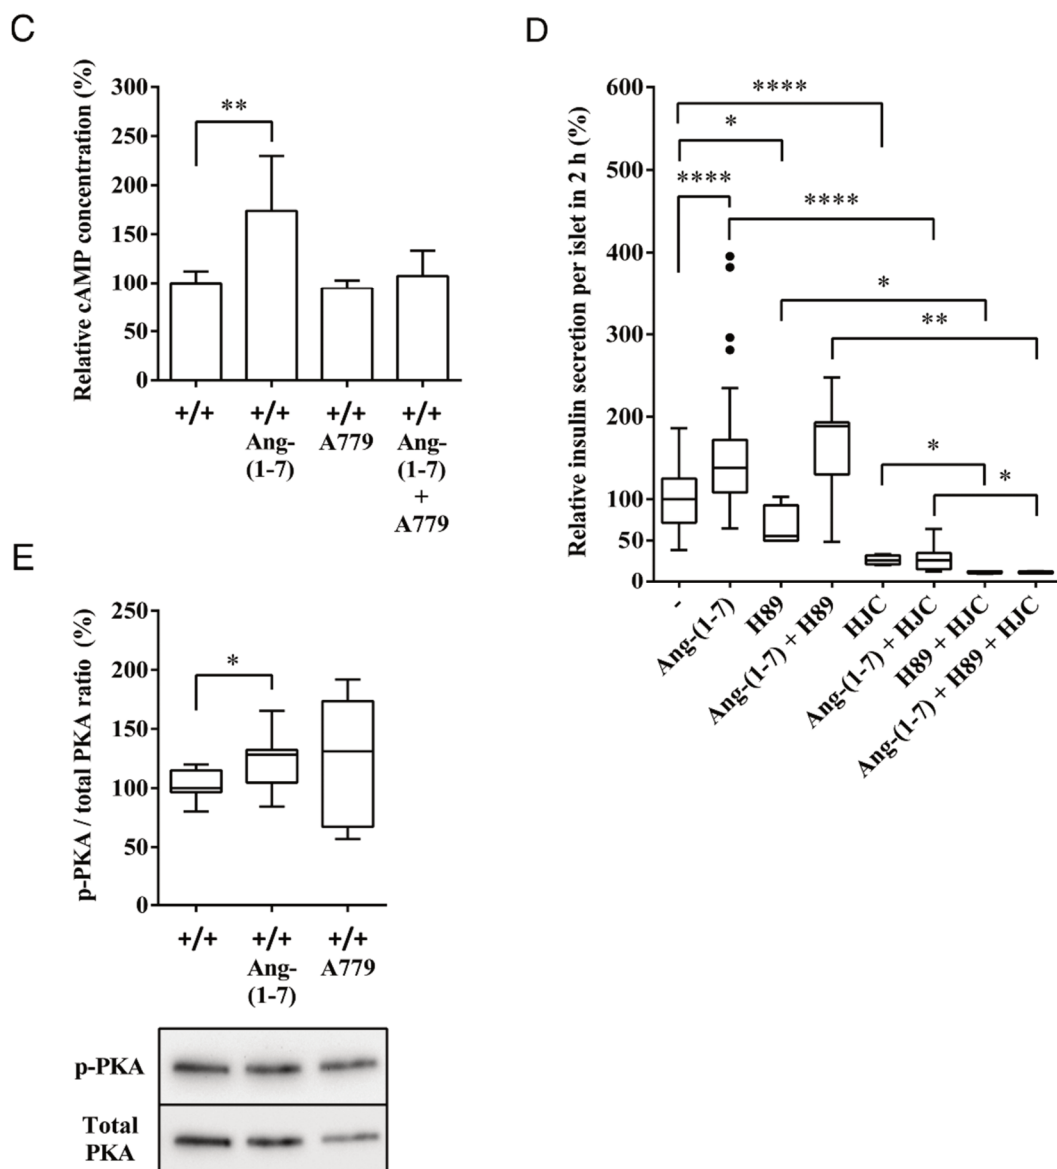 C
Relative cAMP concentration (%)
300
250
200
150
100
50
0
**
+/+
+/+
Ang-
(1-7)
+/+
A779
+/+
Ang-
(1-7)
+
A779
D
Relative insulin secretion per islet in 2 h (%)
600
500
400
300
200
100
50
0
****
*
****
****
*
**
*
*
-
Ang-(1-7)
H89
Ang-(1-7) + H89
HJC
Ang-(1-7) + HJC
H89 + HJC
Ang-(1-7) + H89 + HJC
E
p-PKA / total PKA ratio (%)
250
200
150
100
50
0
*
+/+
+/+
Ang-
(1-7)
+/+
A779
p-PKA
Total
PKA